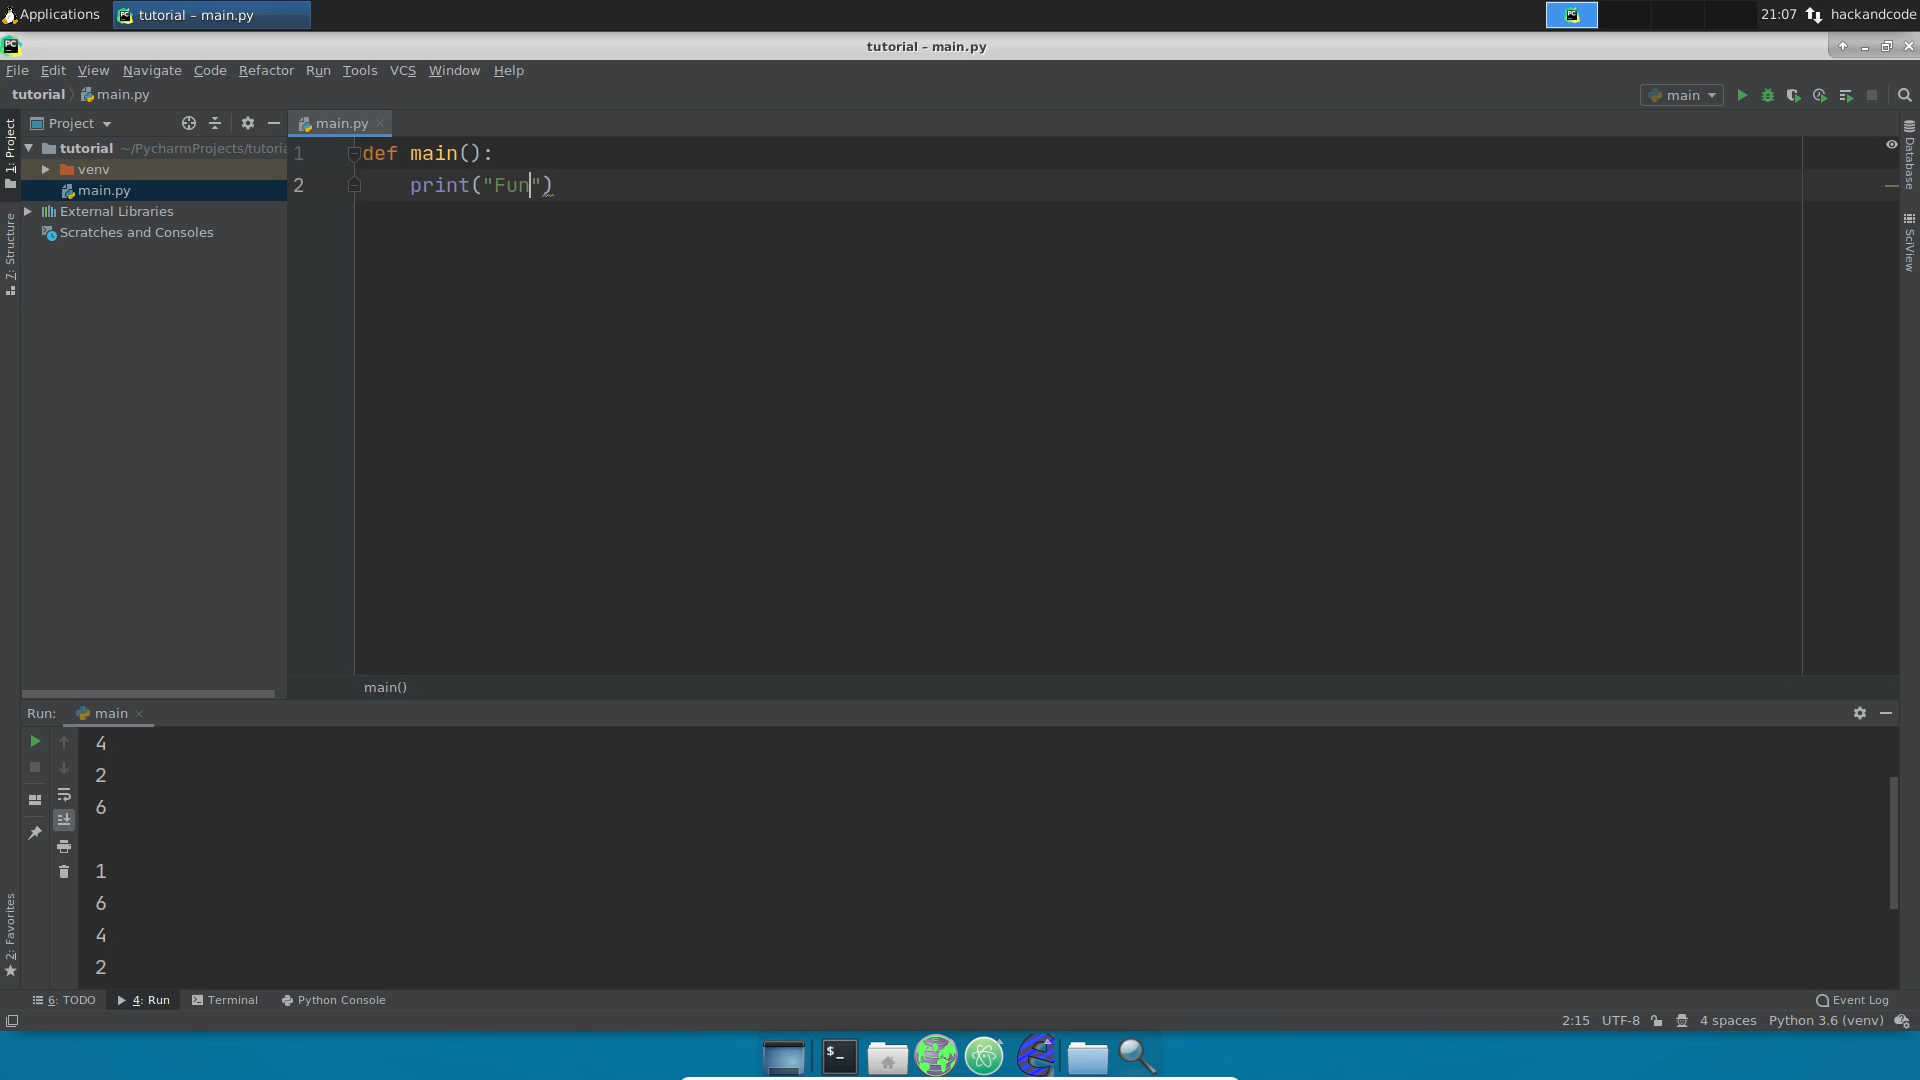 Applications tutorial – main.py 21:07 hackandcode
tutorial – main.py
File Edit View Navigate Code Refactor Run Tools VCS Window Help
tutorial main.py main
1: Project
7: Structure
2: Favorites
Project
tutorial ~/PycharmProjects/tutoria
venv
main.py
External Libraries
Scratches and Consoles
main.py
1 def main():
2 print("Fun")
main()
Database
SciView
Run: main
4
2
6
1
6
4
2
6: TODO 4: Run Terminal Python Console Event Log
2:15 UTF-8 4 spaces Python 3.6 (venv)